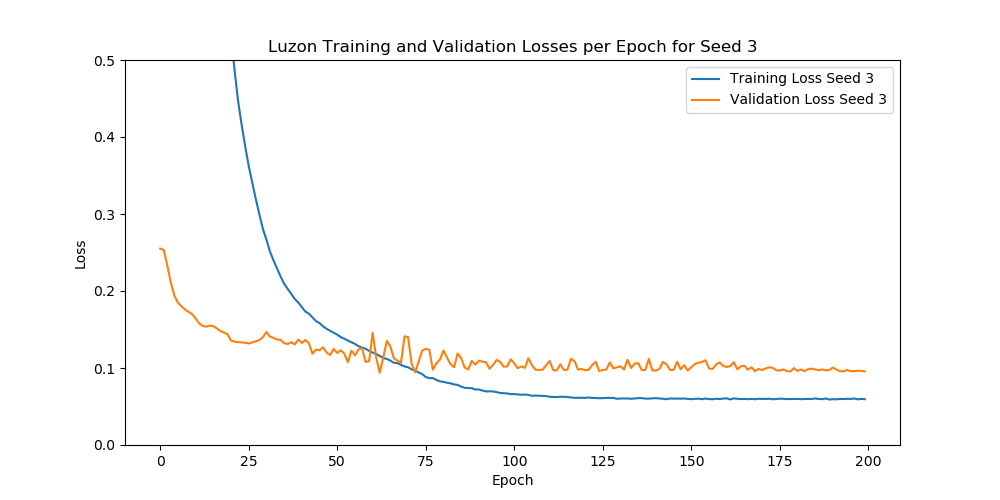 Luzon Training and Validation Losses per Epoch for Seed 3
Training Loss Seed 3
Validation Loss Seed 3
Loss
0.5
0.4
0.3
0.2
0.1
0.0
0 25 50 75 100 125 150 175 200
Epoch